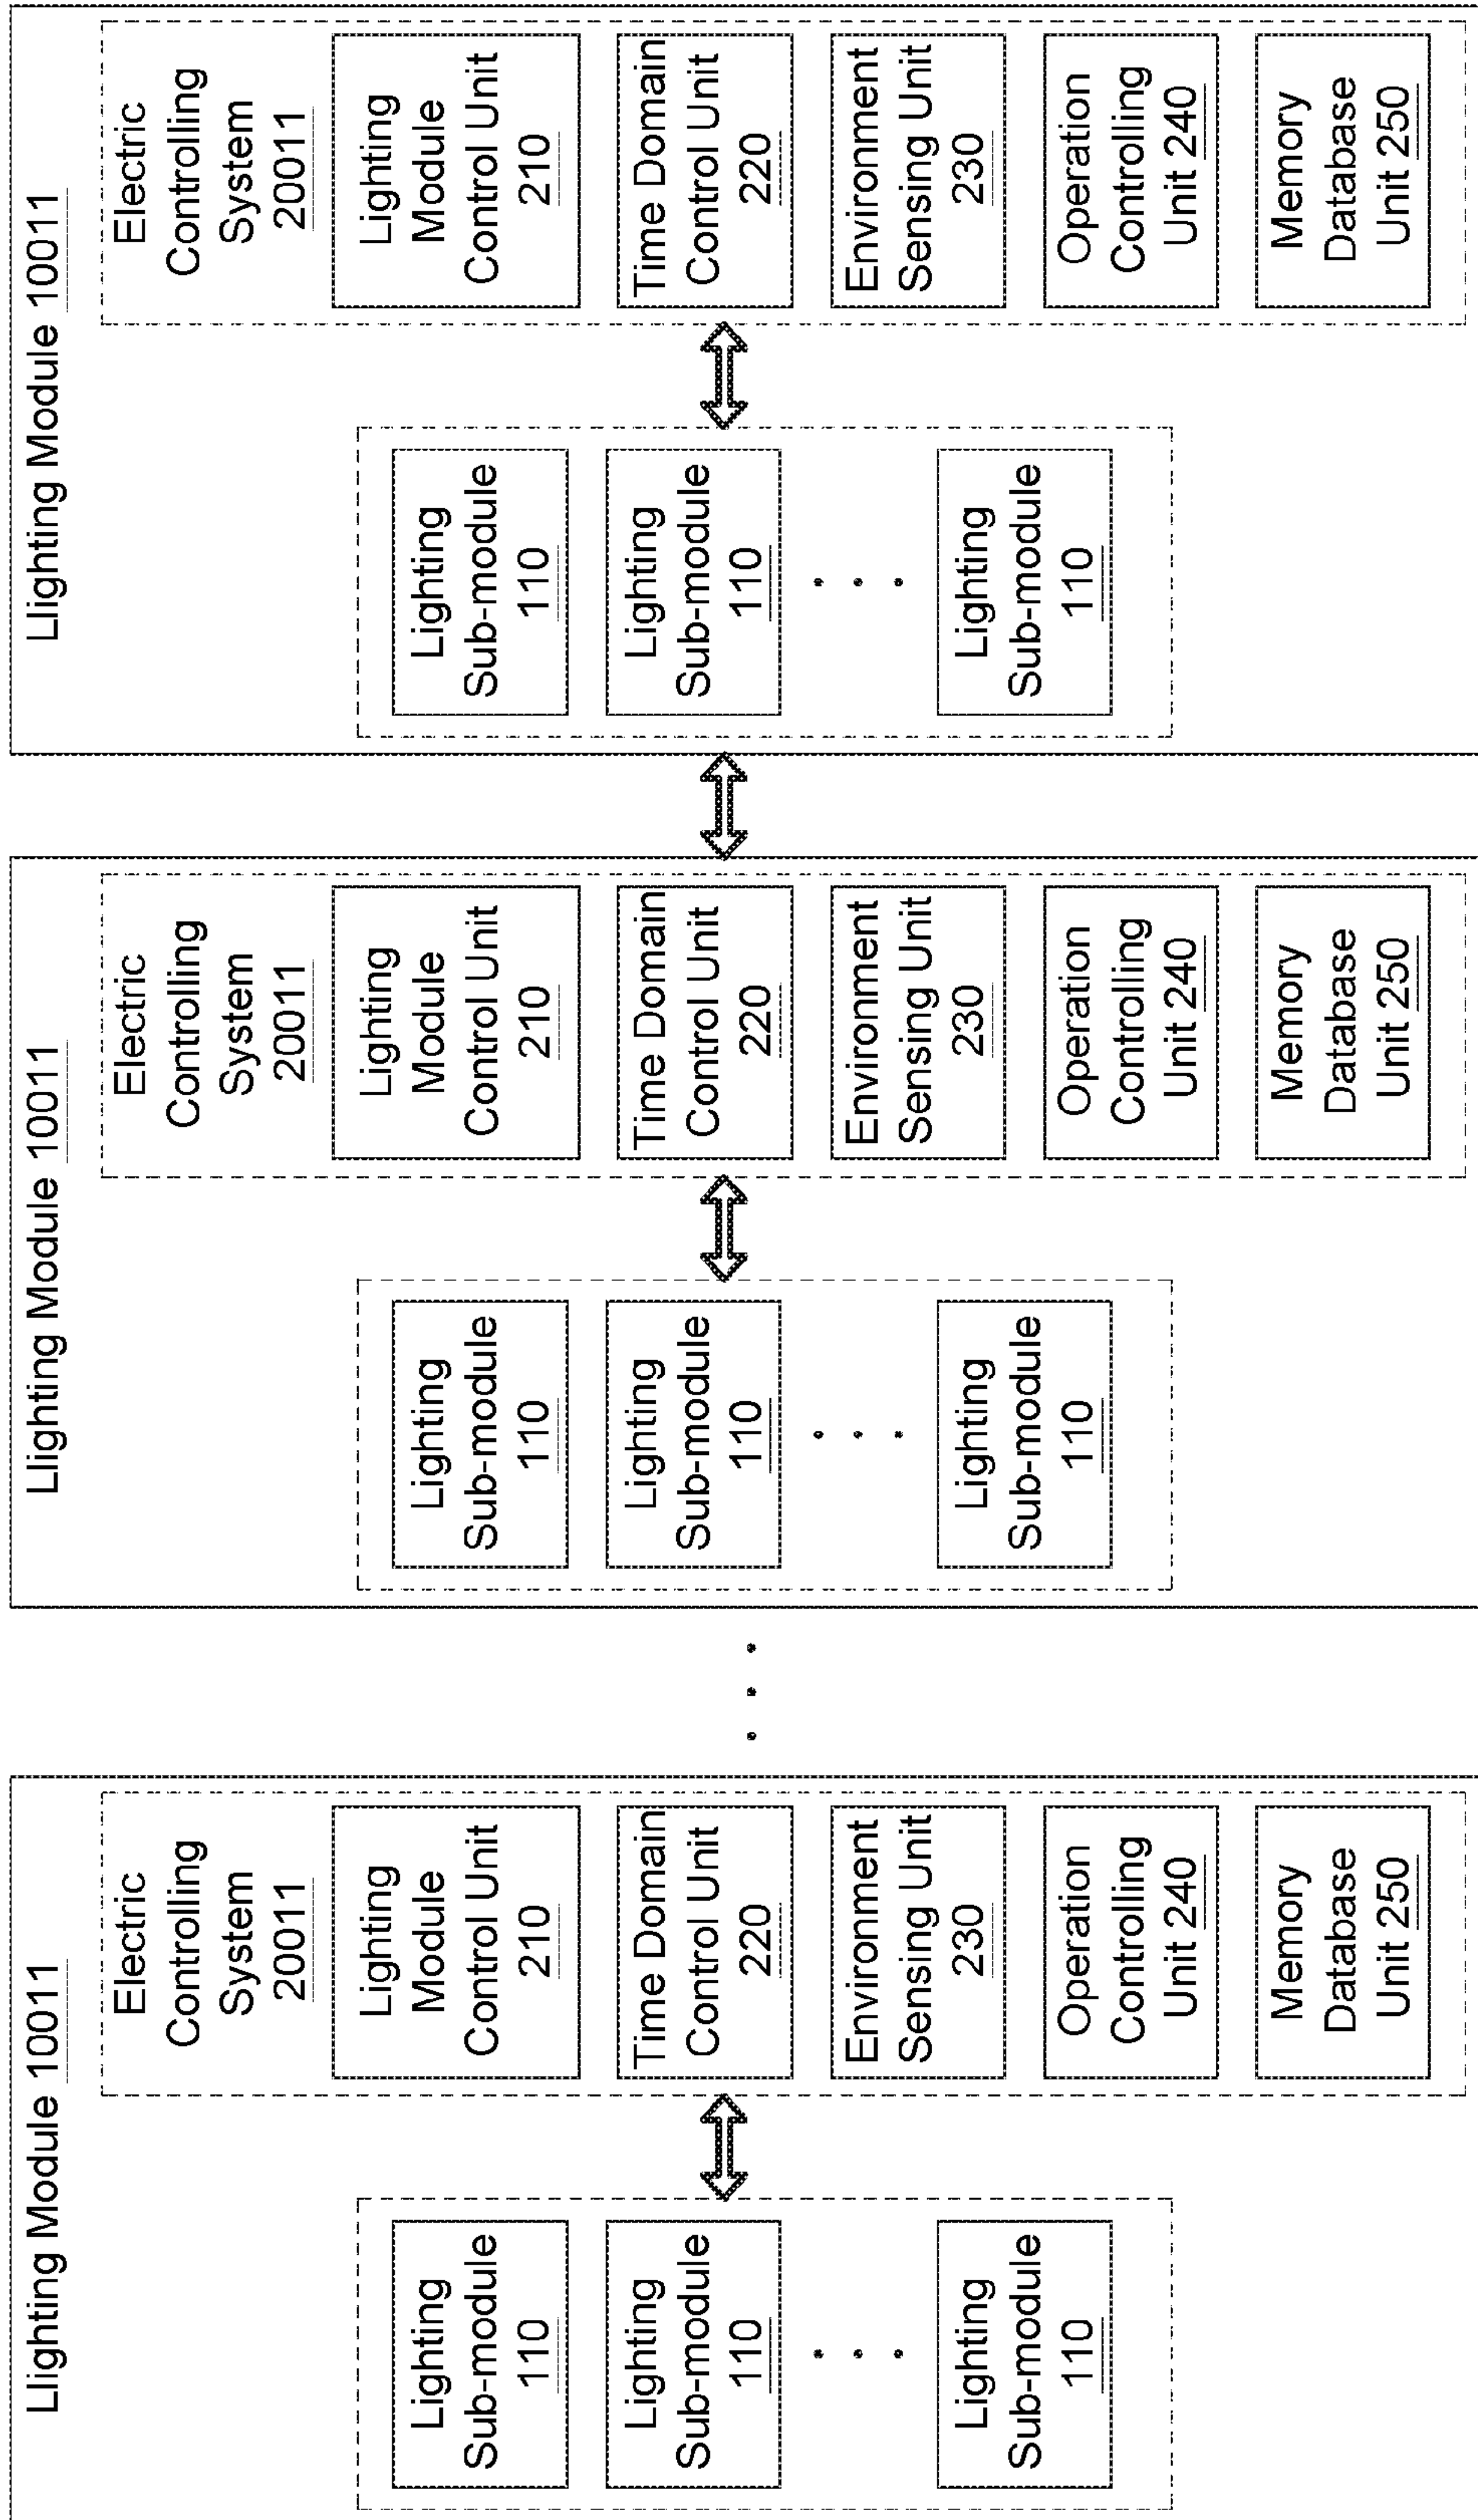 Llighting Module 10011
Lighting
Sub-module
110
Lighting
Sub-module
110
Lighting
Sub-module
110
Electric
Controlling
System
20011
Lighting
Module
Control Unit
210
Time Domain
Control Unit
220
Environment
Sensing Unit
230
Operation
Controlling
Unit 240
Memory
Database
Unit 250
Llighting Module 10011
Lighting
Sub-module
110
Lighting
Sub-module
110
Lighting
Sub-module
110
Electric
Controlling
System
20011
Lighting
Module
Control Unit
210
Time Domain
Control Unit
220
Environment
Sensing Unit
230
Operation
Controlling
Unit 240
Memory
Database
Unit 250
Llighting Module 10011
Lighting
Sub-module
110
Lighting
Sub-module
110
Lighting
Sub-module
110
Electric
Controlling
System
20011
Lighting
Module
Control Unit
210
Time Domain
Control Unit
220
Environment
Sensing Unit
230
Operation
Controlling
Unit 240
Memory
Database
Unit 250